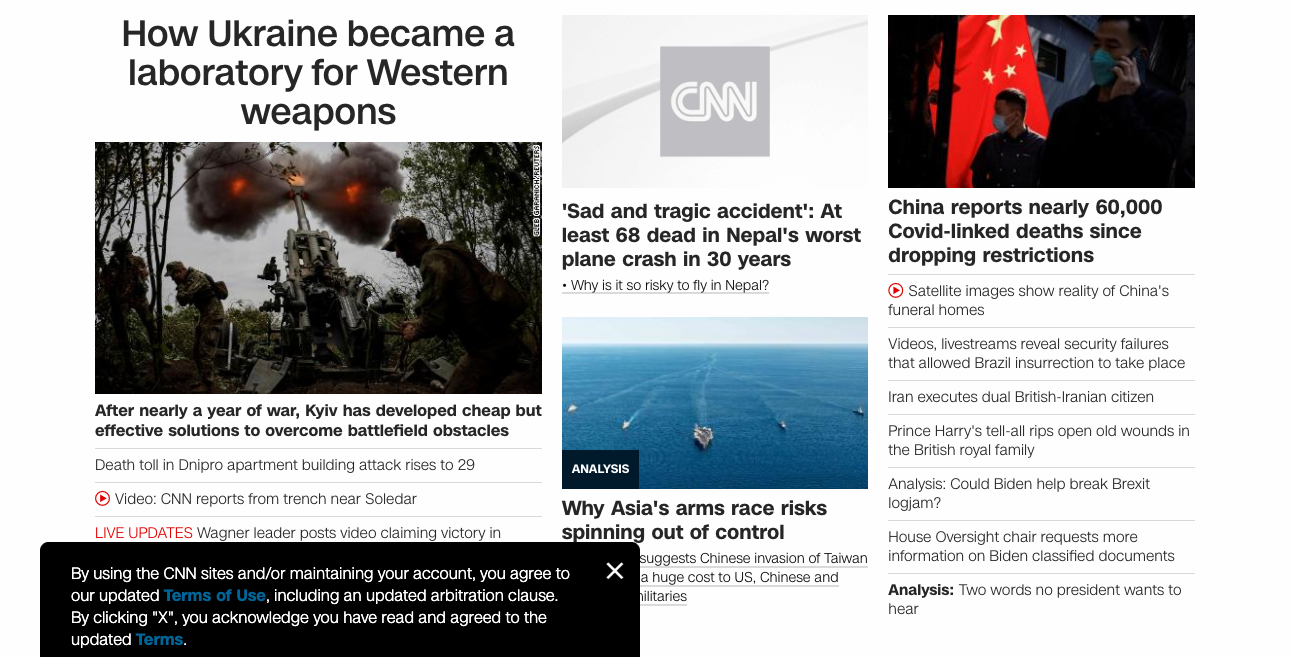 How Ukraine became a
laboratory for Western
weapons
GLEB GARANICH/REUTERS
After nearly a year of war, Kyiv has developed cheap but
effective solutions to overcome battlefield obstacles
Death toll in Dnipro apartment building attack rises to 29
Video: CNN reports from trench near Soledar
LIVE UPDATES Wagner leader posts video claiming victory in
CNN
'Sad and tragic accident': At
least 68 dead in Nepal's worst
plane crash in 30 years
• Why is it so risky to fly in Nepal?
ANALYSIS
Why Asia's arms race risks
spinning out of control
suggests Chinese invasion of Taiwan
a huge cost to US, Chinese and
China reports nearly 60,000
Covid-linked deaths since
dropping restrictions
Satellite images show reality of China's
funeral homes
Videos, livestreams reveal security failures
that allowed Brazil insurrection to take place
Iran executes dual British-Iranian citizen
Prince Harry's tell-all rips open old wounds in
the British royal family
Analysis: Could Biden help break Brexit
logjam?
House Oversight chair requests more
information on Biden classified documents
Analysis: Two words no president wants to
hear
By using the CNN sites and/or maintaining your account, you agree to
our updated Terms of Use, including an updated arbitration clause.
By clicking "X", you acknowledge you have read and agreed to the
updated Terms.